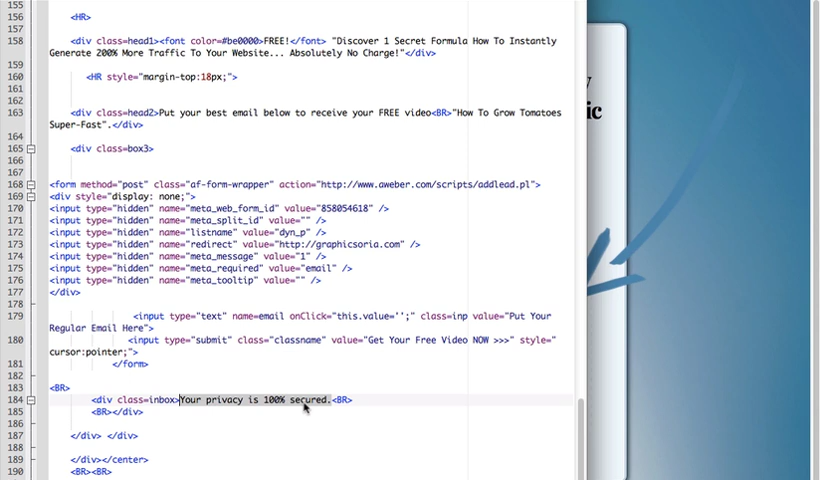 155
156 <HR>
157
158 <div class=head1><font color=#be0000>FREE!</font> "Discover 1 Secret Formula How To Instantly
Generate 200% More Traffic To Your Website... Absolutely No Charge!"</div>
159
160 <HR style="margin-top:18px;">
161
162
163 <div class=head2>Put your best email below to receive your FREE video<BR>"How To Grow Tomatoes
Super-Fast".</div>
164
165 <div class=box3>
166
167
168 <form method="post" class="af-form-wrapper" action="http://www.aweber.com/scripts/addlead.pl">
169 <div style="display: none;">
170 <input type="hidden" name="meta_web_form_id" value="858054618" />
171 <input type="hidden" name="meta_split_id" value="" />
172 <input type="hidden" name="listname" value="dyn_p" />
173 <input type="hidden" name="redirect" value="http://graphicsoria.com" />
174 <input type="hidden" name="meta_message" value="1" />
175 <input type="hidden" name="meta_required" value="email" />
176 <input type="hidden" name="meta_tooltip" value="" />
177 </div>
178
179 <input type="text" name=email onClick="this.value='';" class=inp value="Put Your
Regular Email Here">
180 <input type="submit" class="classname" value="Get Your Free Video NOW >>>" style="
cursor:pointer;">
181 </form>
182
183 <BR>
184 <div class=inbox>Your privacy is 100% secured.<BR>
185 <BR></div>
186
187 </div> </div>
188
189 </div></center>
190 <BR><BR>
y
ic